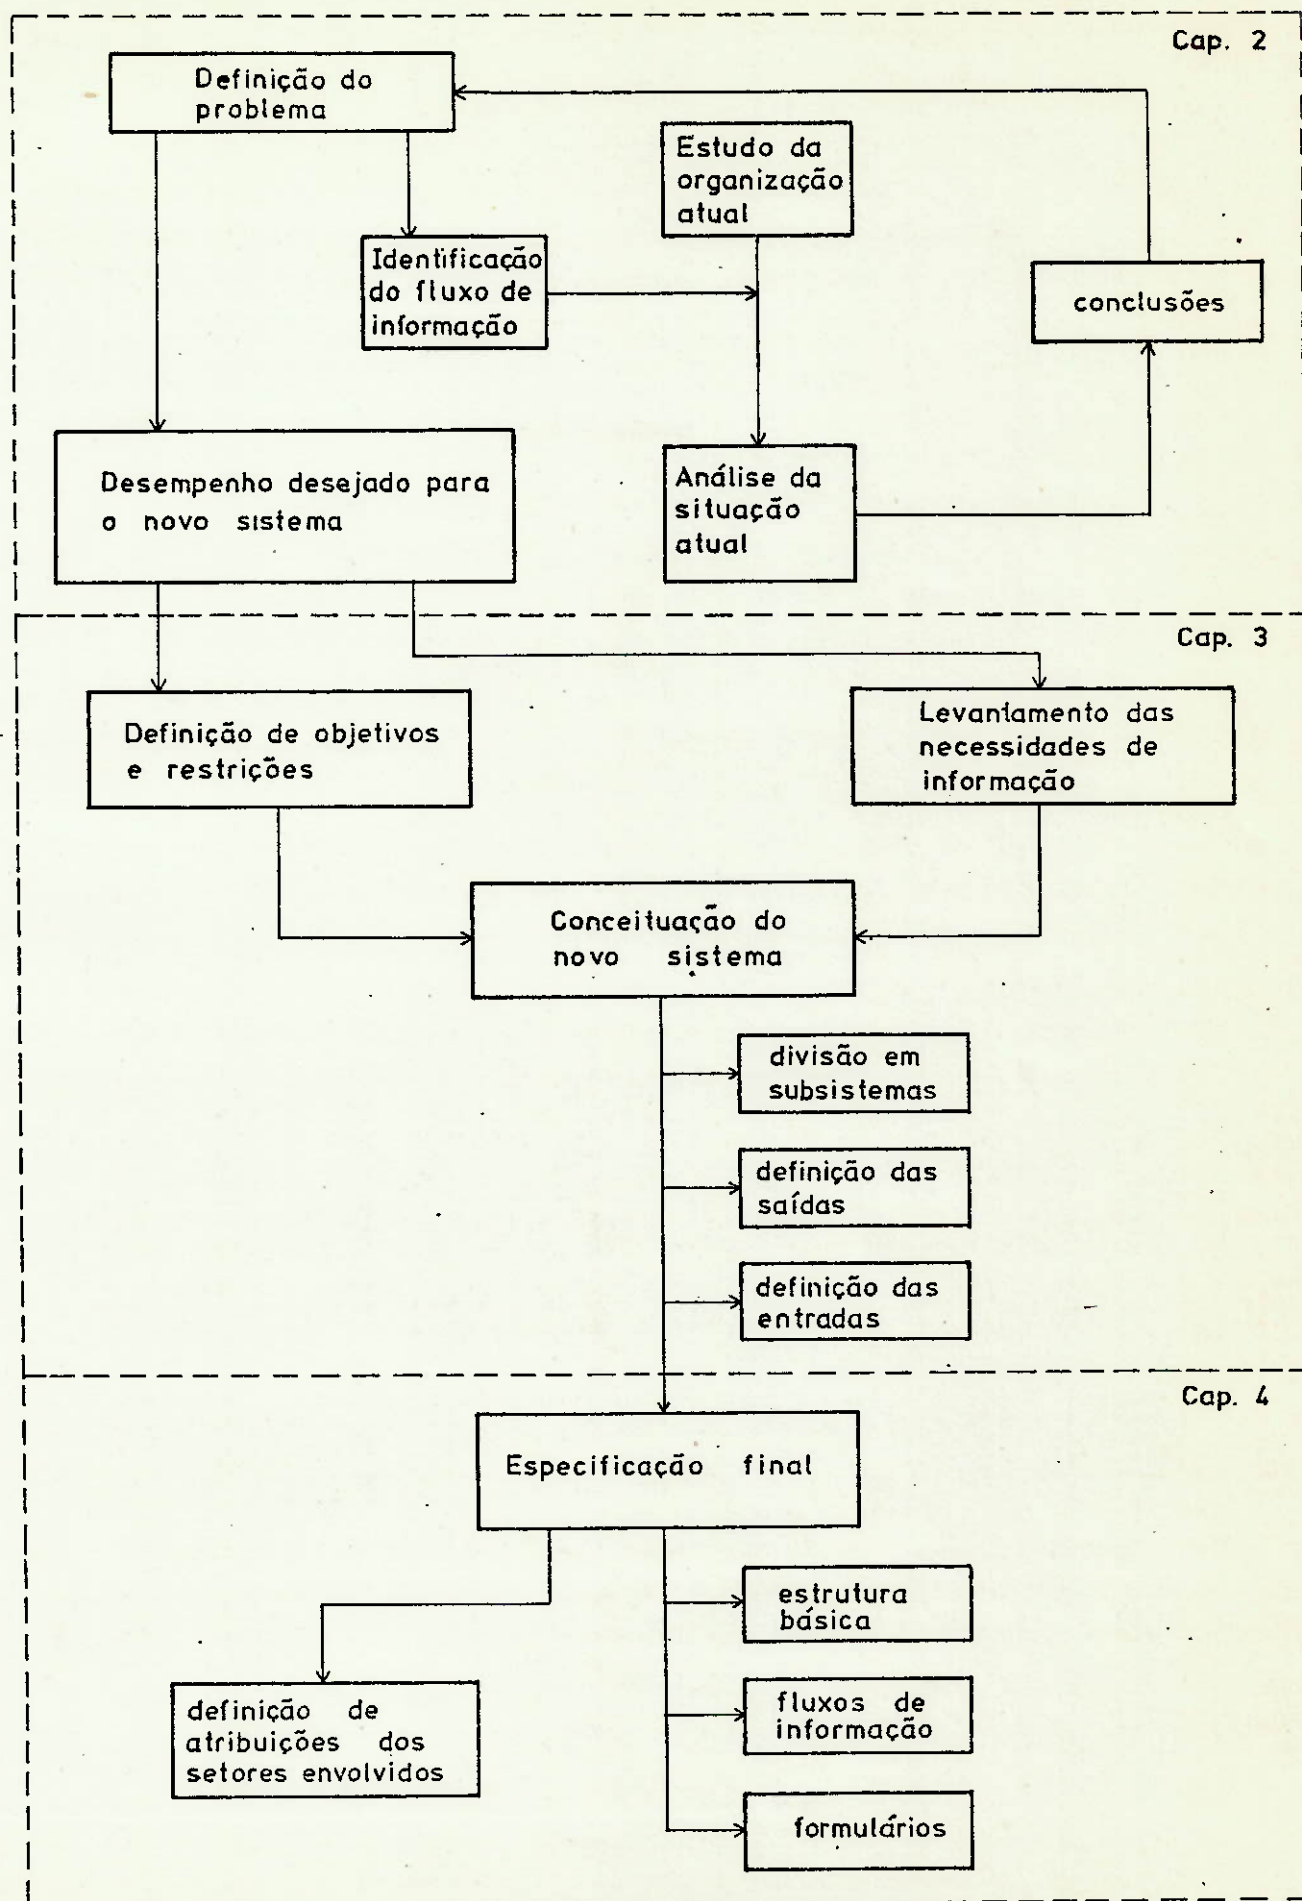 Cap. 2
Definição do
problema
Estudo da
organização
atual
Identificação
do fluxo de
informação
conclusões
Desempenho desejado para
o novo sistema
Análise da
situação
atual
Cap. 3
Definição de objetivos
e restrições
Levantamento das
necessidades de
informação
Conceituação do
novo sistema
divisão em
subsistemas
definição das
saídas
definição das
entradas
Cap. 4
Especificação final
estrutura
básica
definição de
atribuições dos
setores envolvidos
fluxos de
informação
formulários